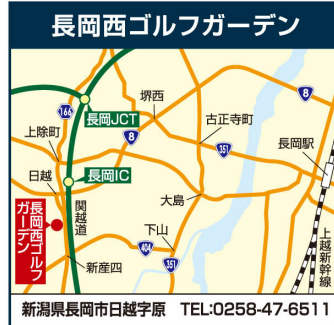 長岡西ゴルフガーデン
8
166
長岡JCT
堺西
8
古正寺町
351
上除町
長岡駅
日越
長岡IC
長岡西ゴルフ
ガーデン
関越道
大島
下山
404
351
新産四
上越新幹線
新潟県長岡市日越字原 TEL:0258-47-6511